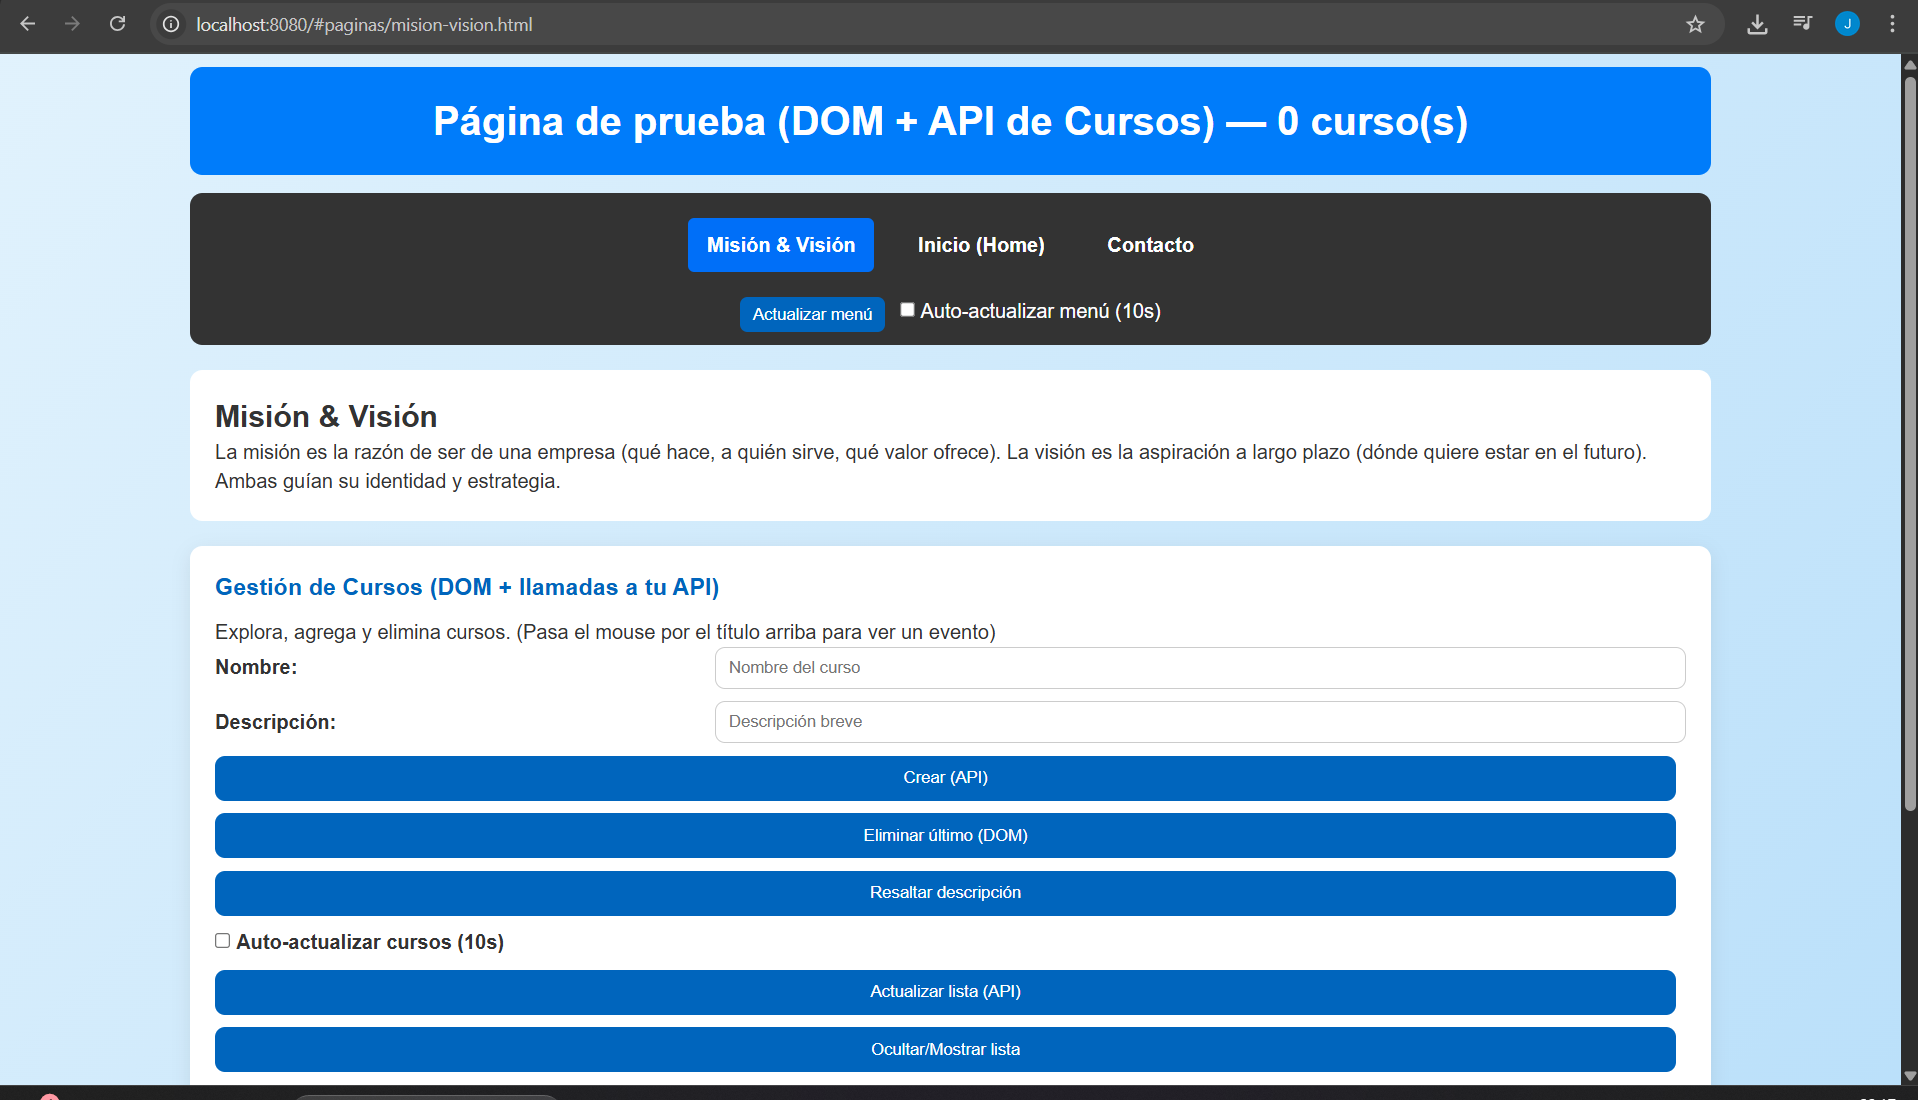 localhost:8080/#paginas/mision-vision.html
J
Página de prueba (DOM + API de Cursos) — 0 curso(s)
Misión & Visión
Inicio (Home)
Contacto
Actualizar menú
Auto-actualizar menú (10s)
Misión & Visión
La misión es la razón de ser de una empresa (qué hace, a quién sirve, qué valor ofrece). La visión es la aspiración a largo plazo (dónde quiere estar en el futuro).
Ambas guían su identidad y estrategia.
Gestión de Cursos (DOM + llamadas a tu API)
Explora, agrega y elimina cursos. (Pasa el mouse por el título arriba para ver un evento)
Nombre:
Nombre del curso
Descripción:
Descripción breve
Crear (API)
Eliminar último (DOM)
Resaltar descripción
Auto-actualizar cursos (10s)
Actualizar lista (API)
Ocultar/Mostrar lista